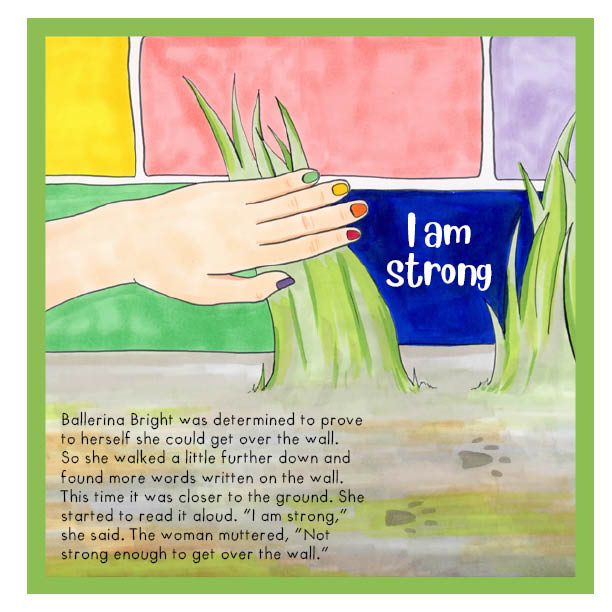 I am
strong
Ballerina Bright was determined to prove
to herself she could get over the wall.
So she walked a little further down and
found more words written on the wall.
This time it was closer to the ground. She
started to read it aloud. "I am strong,"
she said. The woman muttered, "Not
strong enough to get over the wall."